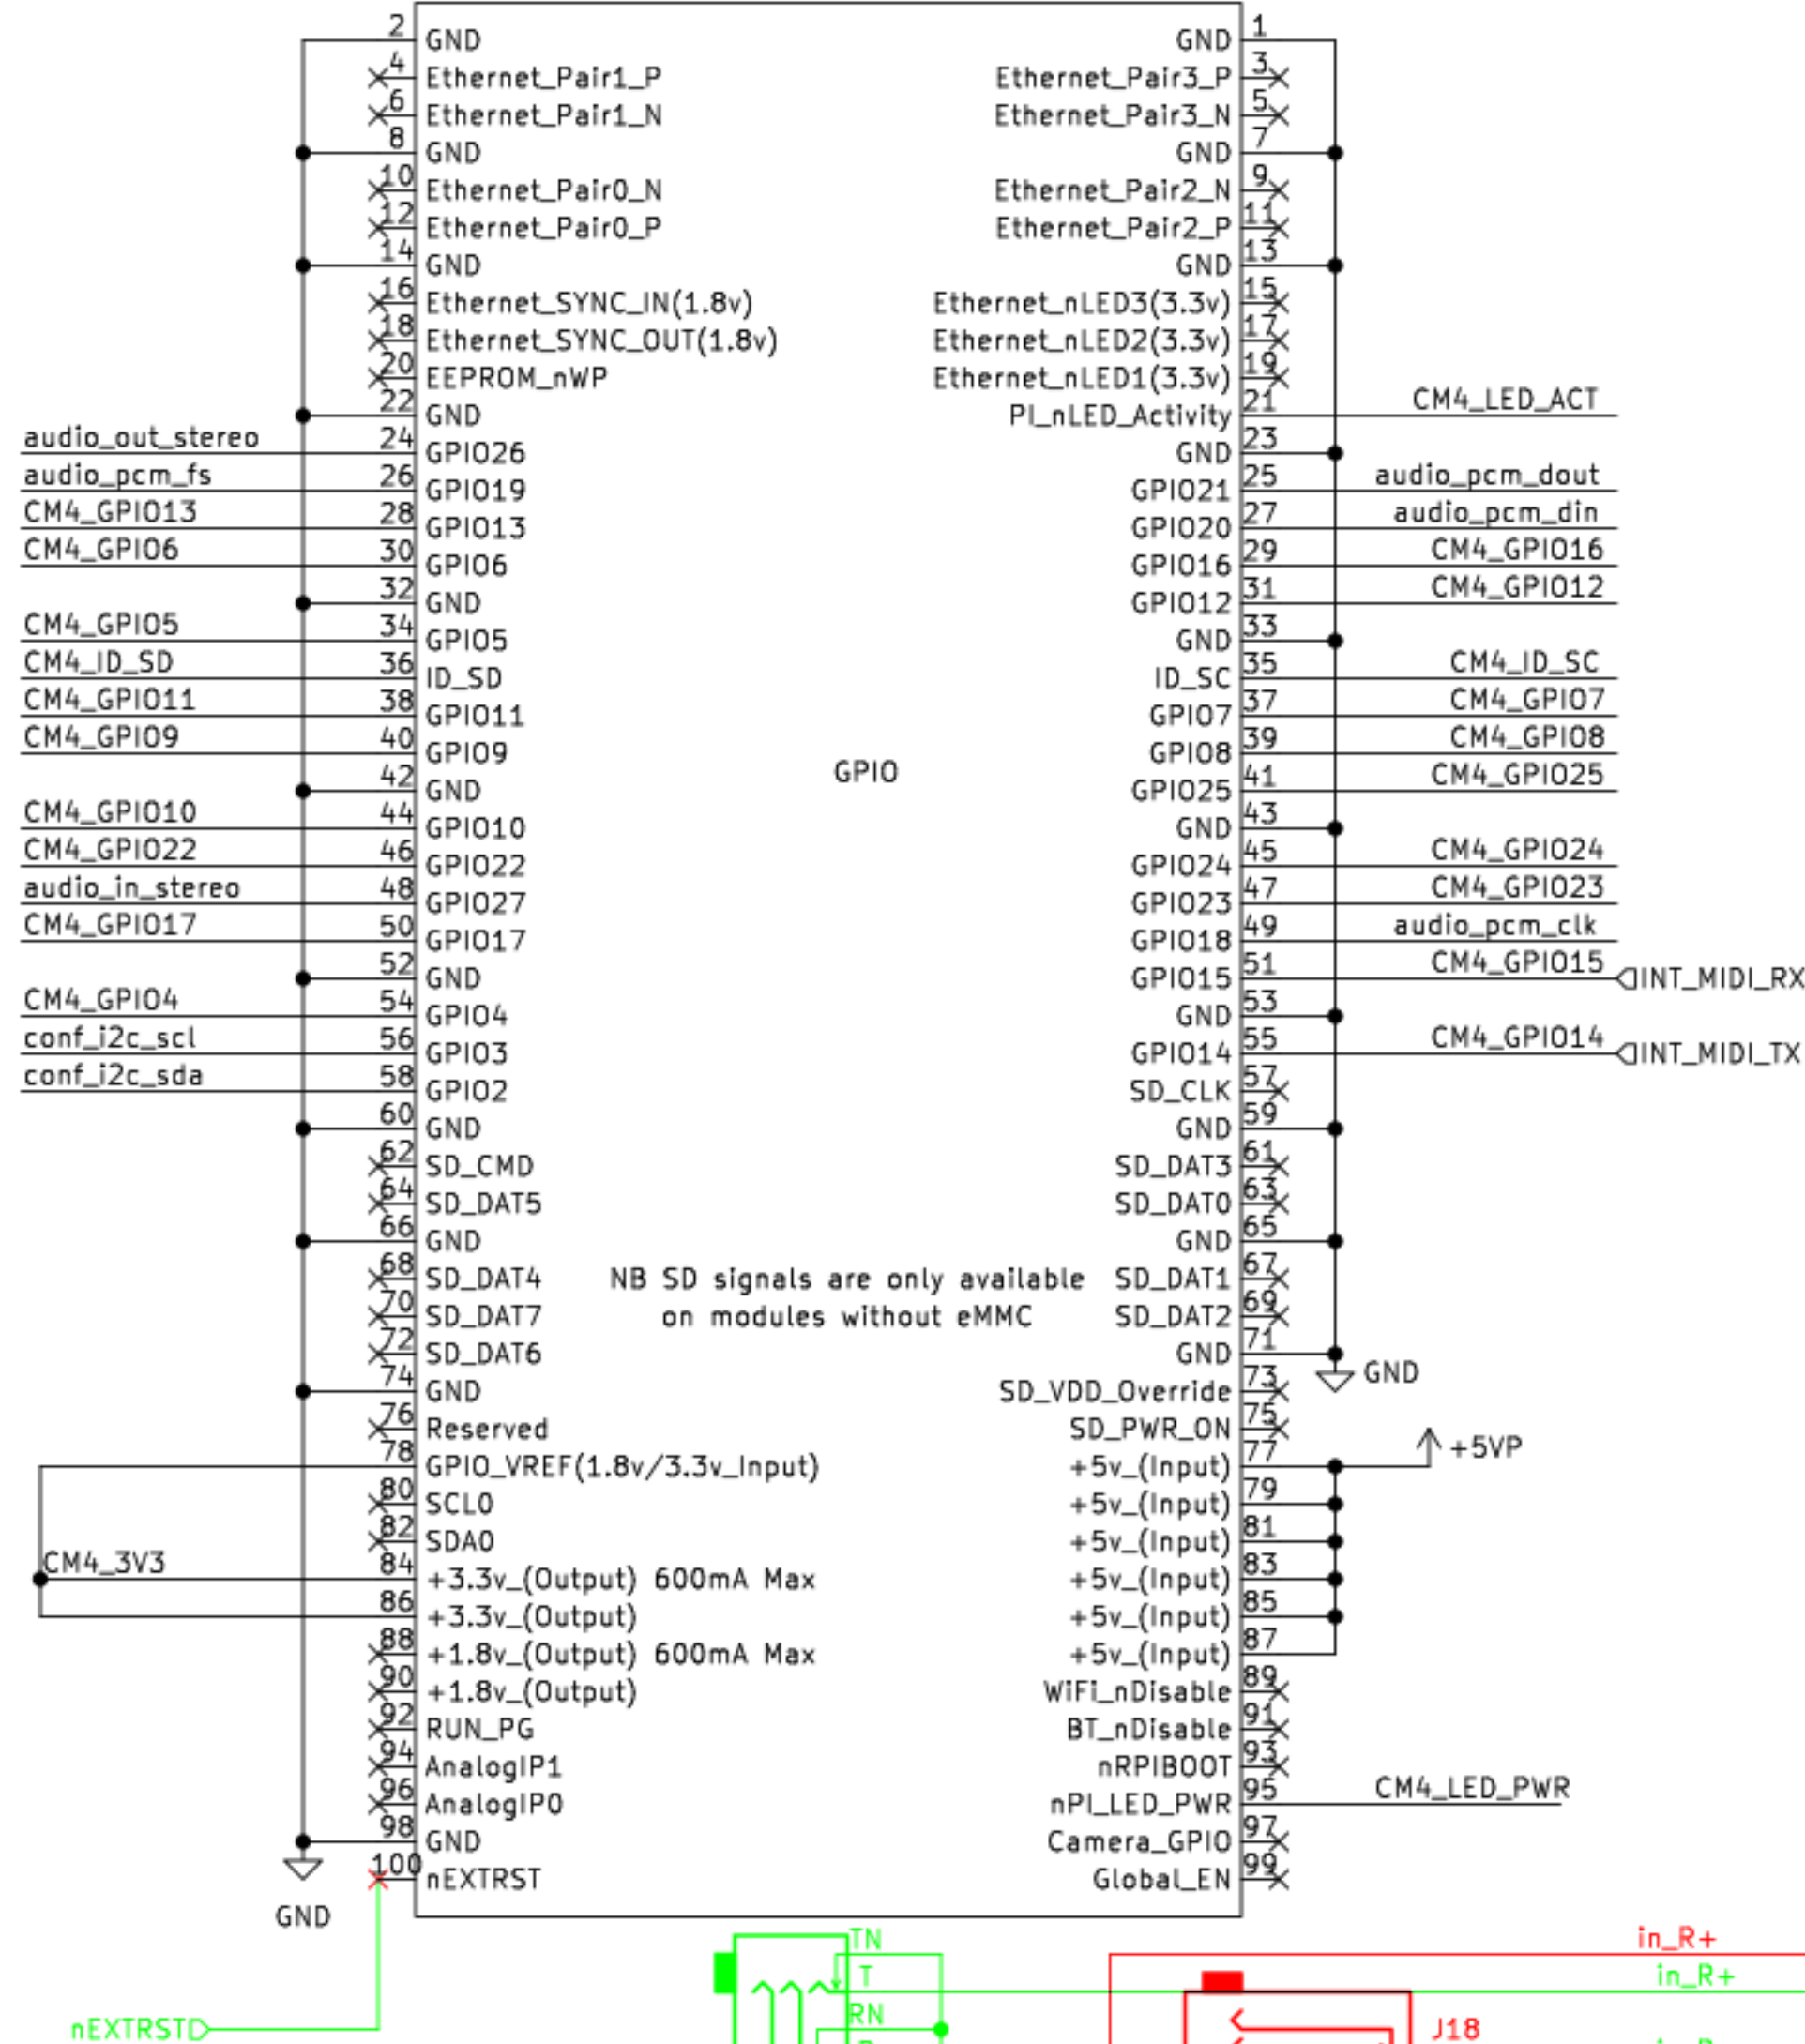 2 GND GND 1
4 Ethernet_Pair1_P Ethernet_Pair3_P 3
6 Ethernet_Pair1_N Ethernet_Pair3_N 5
8 GND GND 7
10 Ethernet_Pair0_N Ethernet_Pair2_N 9
12 Ethernet_Pair0_P Ethernet_Pair2_P 11
14 GND GND 13
16 Ethernet_SYNC_IN(1.8v) Ethernet_nLED3(3.3v) 15
18 Ethernet_SYNC_OUT(1.8v) Ethernet_nLED2(3.3v) 17
20 EEPROM_nWP Ethernet_nLED1(3.3v) 19
22 GND PI_nLED_Activity 21 CM4_LED_ACT
audio_out_stereo 24 GPIO26 GND 23
audio_pcm_fs 26 GPIO19 GPIO21 25 audio_pcm_dout
CM4_GPIO13 28 GPIO13 GPIO20 27 audio_pcm_din
CM4_GPIO6 30 GPIO6 GPIO16 29 CM4_GPIO16
32 GND GPIO12 31 CM4_GPIO12
CM4_GPIO5 34 GPIO5 GND 33
CM4_ID_SD 36 ID_SD ID_SC 35 CM4_ID_SC
CM4_GPIO11 38 GPIO11 GPIO7 37 CM4_GPIO7
CM4_GPIO9 40 GPIO9 GPIO8 39 CM4_GPIO8
GPIO
42 GND GPIO25 41 CM4_GPIO25
CM4_GPIO10 44 GPIO10 GND 43
CM4_GPIO22 46 GPIO22 GPIO24 45 CM4_GPIO24
audio_in_stereo 48 GPIO27 GPIO23 47 CM4_GPIO23
CM4_GPIO17 50 GPIO17 GPIO18 49 audio_pcm_clk
52 GND GPIO15 51 CM4_GPIO15 INT_MIDI_RX
CM4_GPIO4 54 GPIO4 GND 53
conf_i2c_scl 56 GPIO3 GPIO14 55 CM4_GPIO14 INT_MIDI_TX
conf_i2c_sda 58 GPIO2 SD_CLK 57
60 GND GND 59
62 SD_CMD SD_DAT3 61
64 SD_DAT5 SD_DAT0 63
66 GND GND 65
68 SD_DAT4 NB SD signals are only available SD_DAT1 67
70 SD_DAT7 on modules without eMMC SD_DAT2 69
72 SD_DAT6 GND 71
GND
74 GND SD_VDD_Override 73
76 Reserved SD_PWR_ON 75
+5VP
78 GPIO_VREF(1.8v/3.3v_Input) +5v_(Input) 77
80 SCL0 +5v_(Input) 79
82 SDA0 +5v_(Input) 81
CM4_3V3 84 +3.3v_(Output) 600mA Max +5v_(Input) 83
86 +3.3v_(Output) +5v_(Input) 85
88 +1.8v_(Output) 600mA Max +5v_(Input) 87
90 +1.8v_(Output) WiFi_nDisable 89
92 RUN_PG BT_nDisable 91
94 AnalogIP1 nRPIBOOT 93
96 AnalogIP0 nPI_LED_PWR 95 CM4_LED_PWR
98 GND Camera_GPIO 97
100 nEXTRST Global_EN 99
GND
TN in_R+
T in_R+
RN
nEXTRST J18